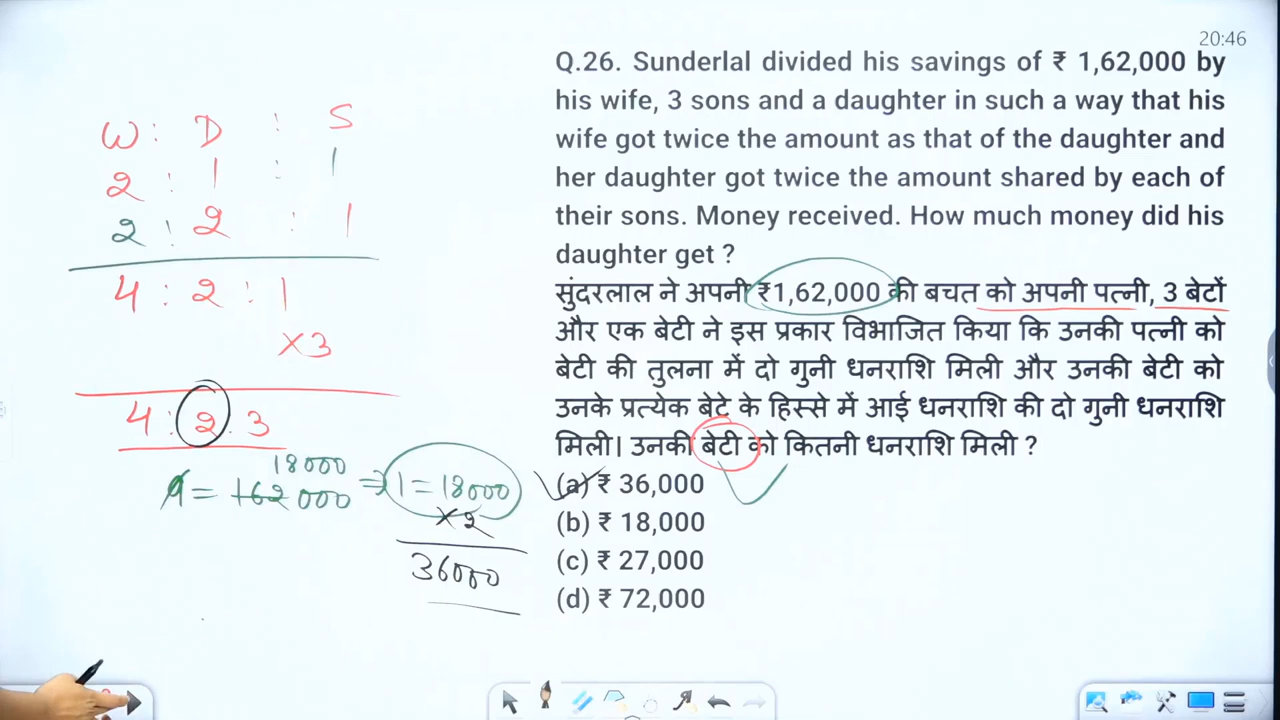 20:46
Q.26. Sunderlal divided his savings of ₹ 1,62,000 by
his wife, 3 sons and a daughter in such a way that his
wife got twice the amount as that of the daughter and
her daughter got twice the amount shared by each of
their sons. Money received. How much money did his
daughter get ?
सुंदरलाल ने अपनी ₹1,62,000 की बचत को अपनी पत्नी, 3 बेटों
और एक बेटी ने इस प्रकार विभाजित किया कि उनकी पत्नी को
बेटी की तुलना में दो गुनी धनराशि मिली और उनकी बेटी को
उनके प्रत्येक बेटे के हिस्से में आई धनराशि की दो गुनी धनराशि
मिली। उनकी बेटी को कितनी धनराशि मिली ?
(a) ₹ 36,000
(b) ₹ 18,000
(c) ₹ 27,000
(d) ₹ 72,000
W : D : S
2 : 1 : 1
2 : 2 : 1
4 : 2 : 1
×3
4 : 2 : 3
18000
9 = 162000 ⇒ 1 = 18000
×2
36000